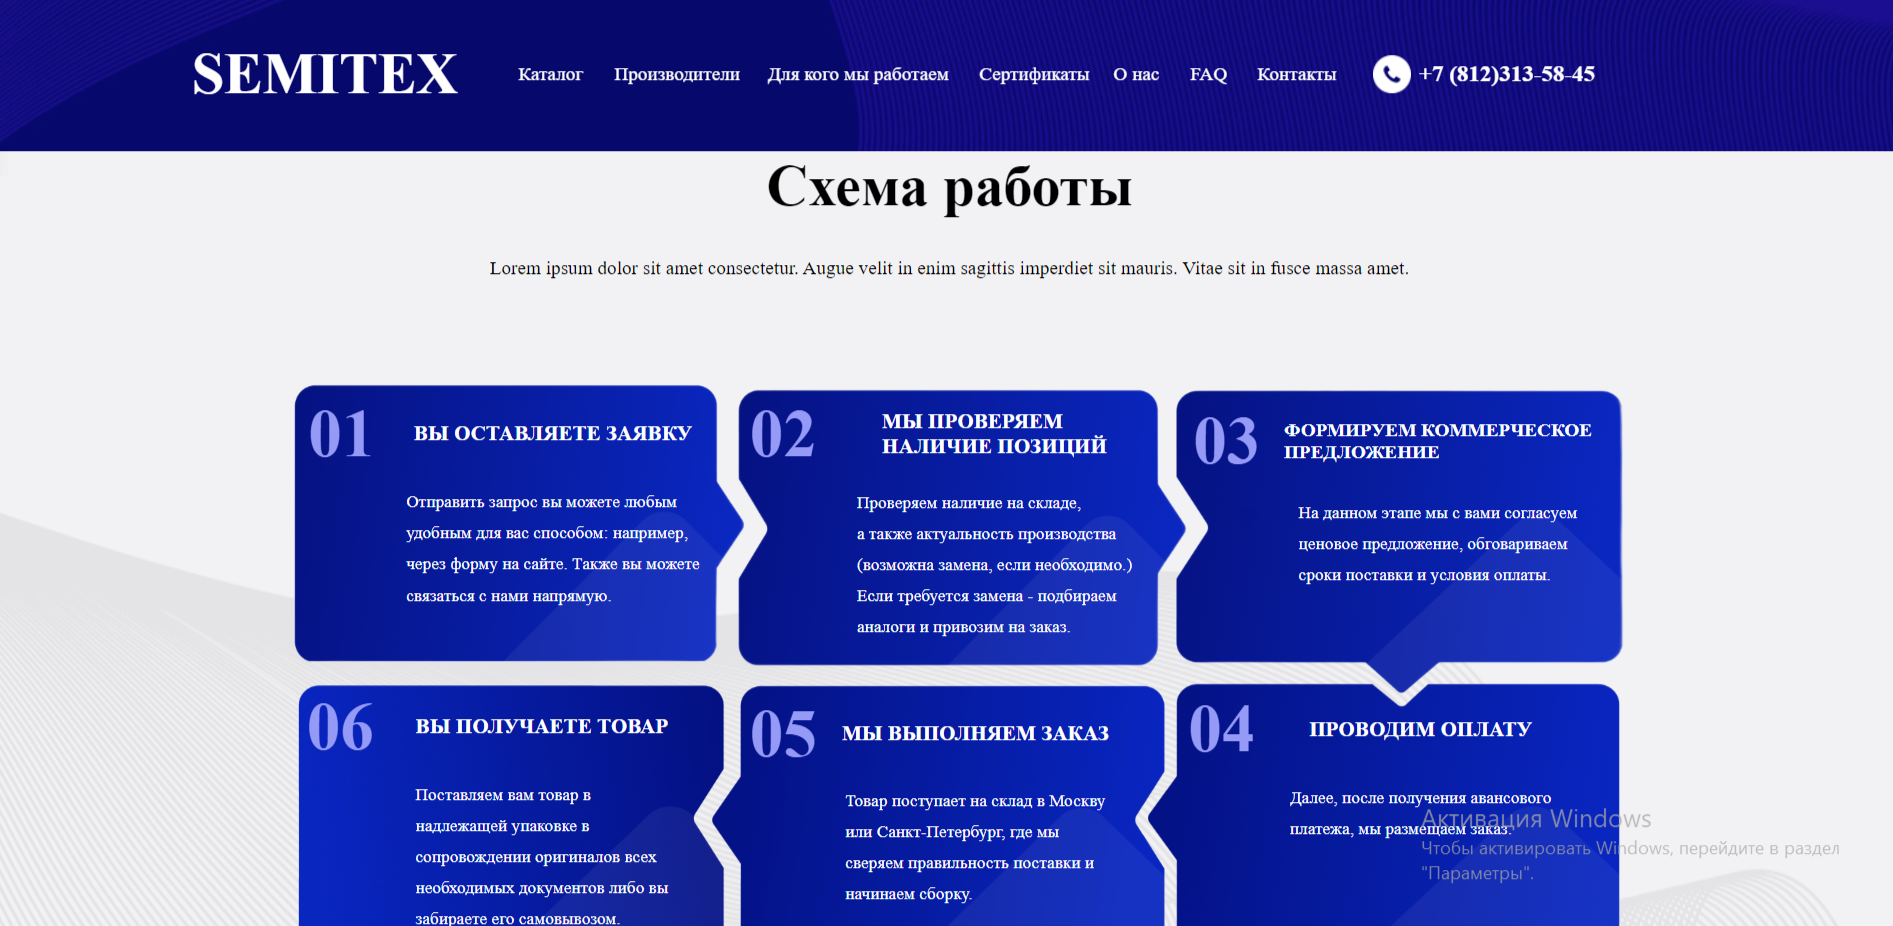 SEMITEX
Каталог
Производители
Для кого мы работаем
Сертификаты
О нас
FAQ
Контакты
+7 (812)313-58-45
Схема работы
Lorem ipsum dolor sit amet consectetur. Augue velit in enim sagittis imperdiet sit mauris. Vitae sit in fusce massa amet.
01
ВЫ ОСТАВЛЯЕТЕ ЗАЯВКУ
Отправить запрос вы можете любым
удобным для вас способом: например,
через форму на сайте. Также вы можете
связаться с нами напрямую.
02
МЫ ПРОВЕРЯЕМ
НАЛИЧИЕ ПОЗИЦИЙ
Проверяем наличие на складе,
а также актуальность производства
(возможна замена, если необходимо.)
Если требуется замена - подбираем
аналоги и привозим на заказ.
03
ФОРМИРУЕМ КОММЕРЧЕСКОЕ
ПРЕДЛОЖЕНИЕ
На данном этапе мы с вами согласуем
ценовое предложение, обговариваем
сроки поставки и условия оплаты.
06
ВЫ ПОЛУЧАЕТЕ ТОВАР
Поставляем вам товар в
надлежащей упаковке в
сопровождении оригиналов всех
необходимых документов либо вы
забираете его самовывозом.
05
МЫ ВЫПОЛНЯЕМ ЗАКАЗ
Товар поступает на склад в Москву
или Санкт-Петербург, где мы
сверяем правильность поставки и
начинаем сборку.
04
ПРОВОДИМ ОПЛАТУ
Далее, после получения авансового
платежа, мы размещаем заказ.
Активация Windows
Чтобы активировать Windows, перейдите в раздел
"Параметры".